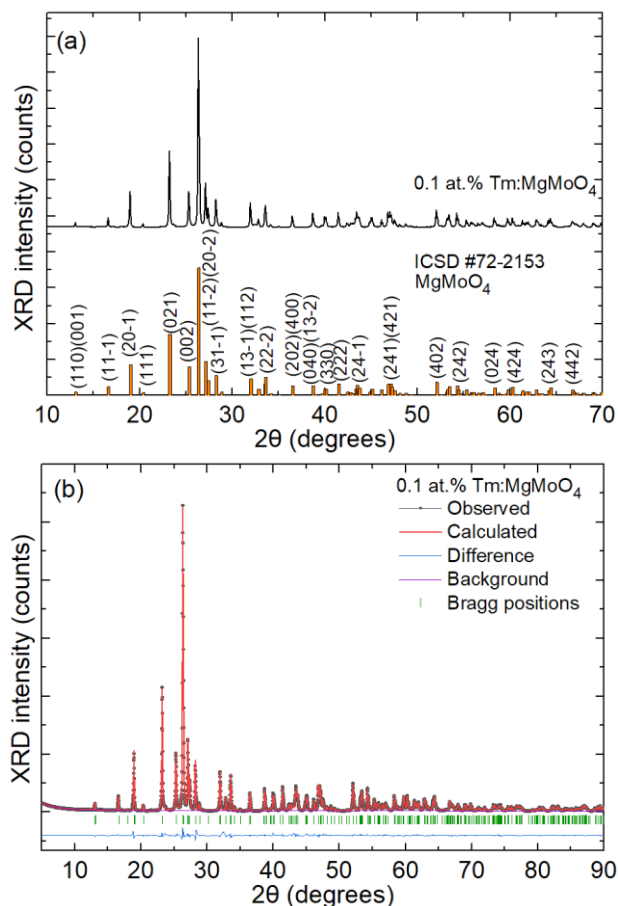 (a)
XRD intensity (counts)
0.1 at.% Tm:MgMoO₄
ICSD #72-2153
MgMoO₄
(110)(001)
(11-1)
(20-1)
(111)
(021)
(002)
(11-2)(20-2)
(31-1)
(13-1)(112)
(22-2)
(202)(400)
(040)(13-2)
(330)
(222)
(24-1)
(241)(421)
(402)
(242)
(024)
(424)
(243)
(442)
10 20 30 40 50 60 70
2θ (degrees)
(b)
XRD intensity (counts)
0.1 at.% Tm:MgMoO₄
Observed
Calculated
Difference
Background
Bragg positions
10 20 30 40 50 60 70 80 90
2θ (degrees)